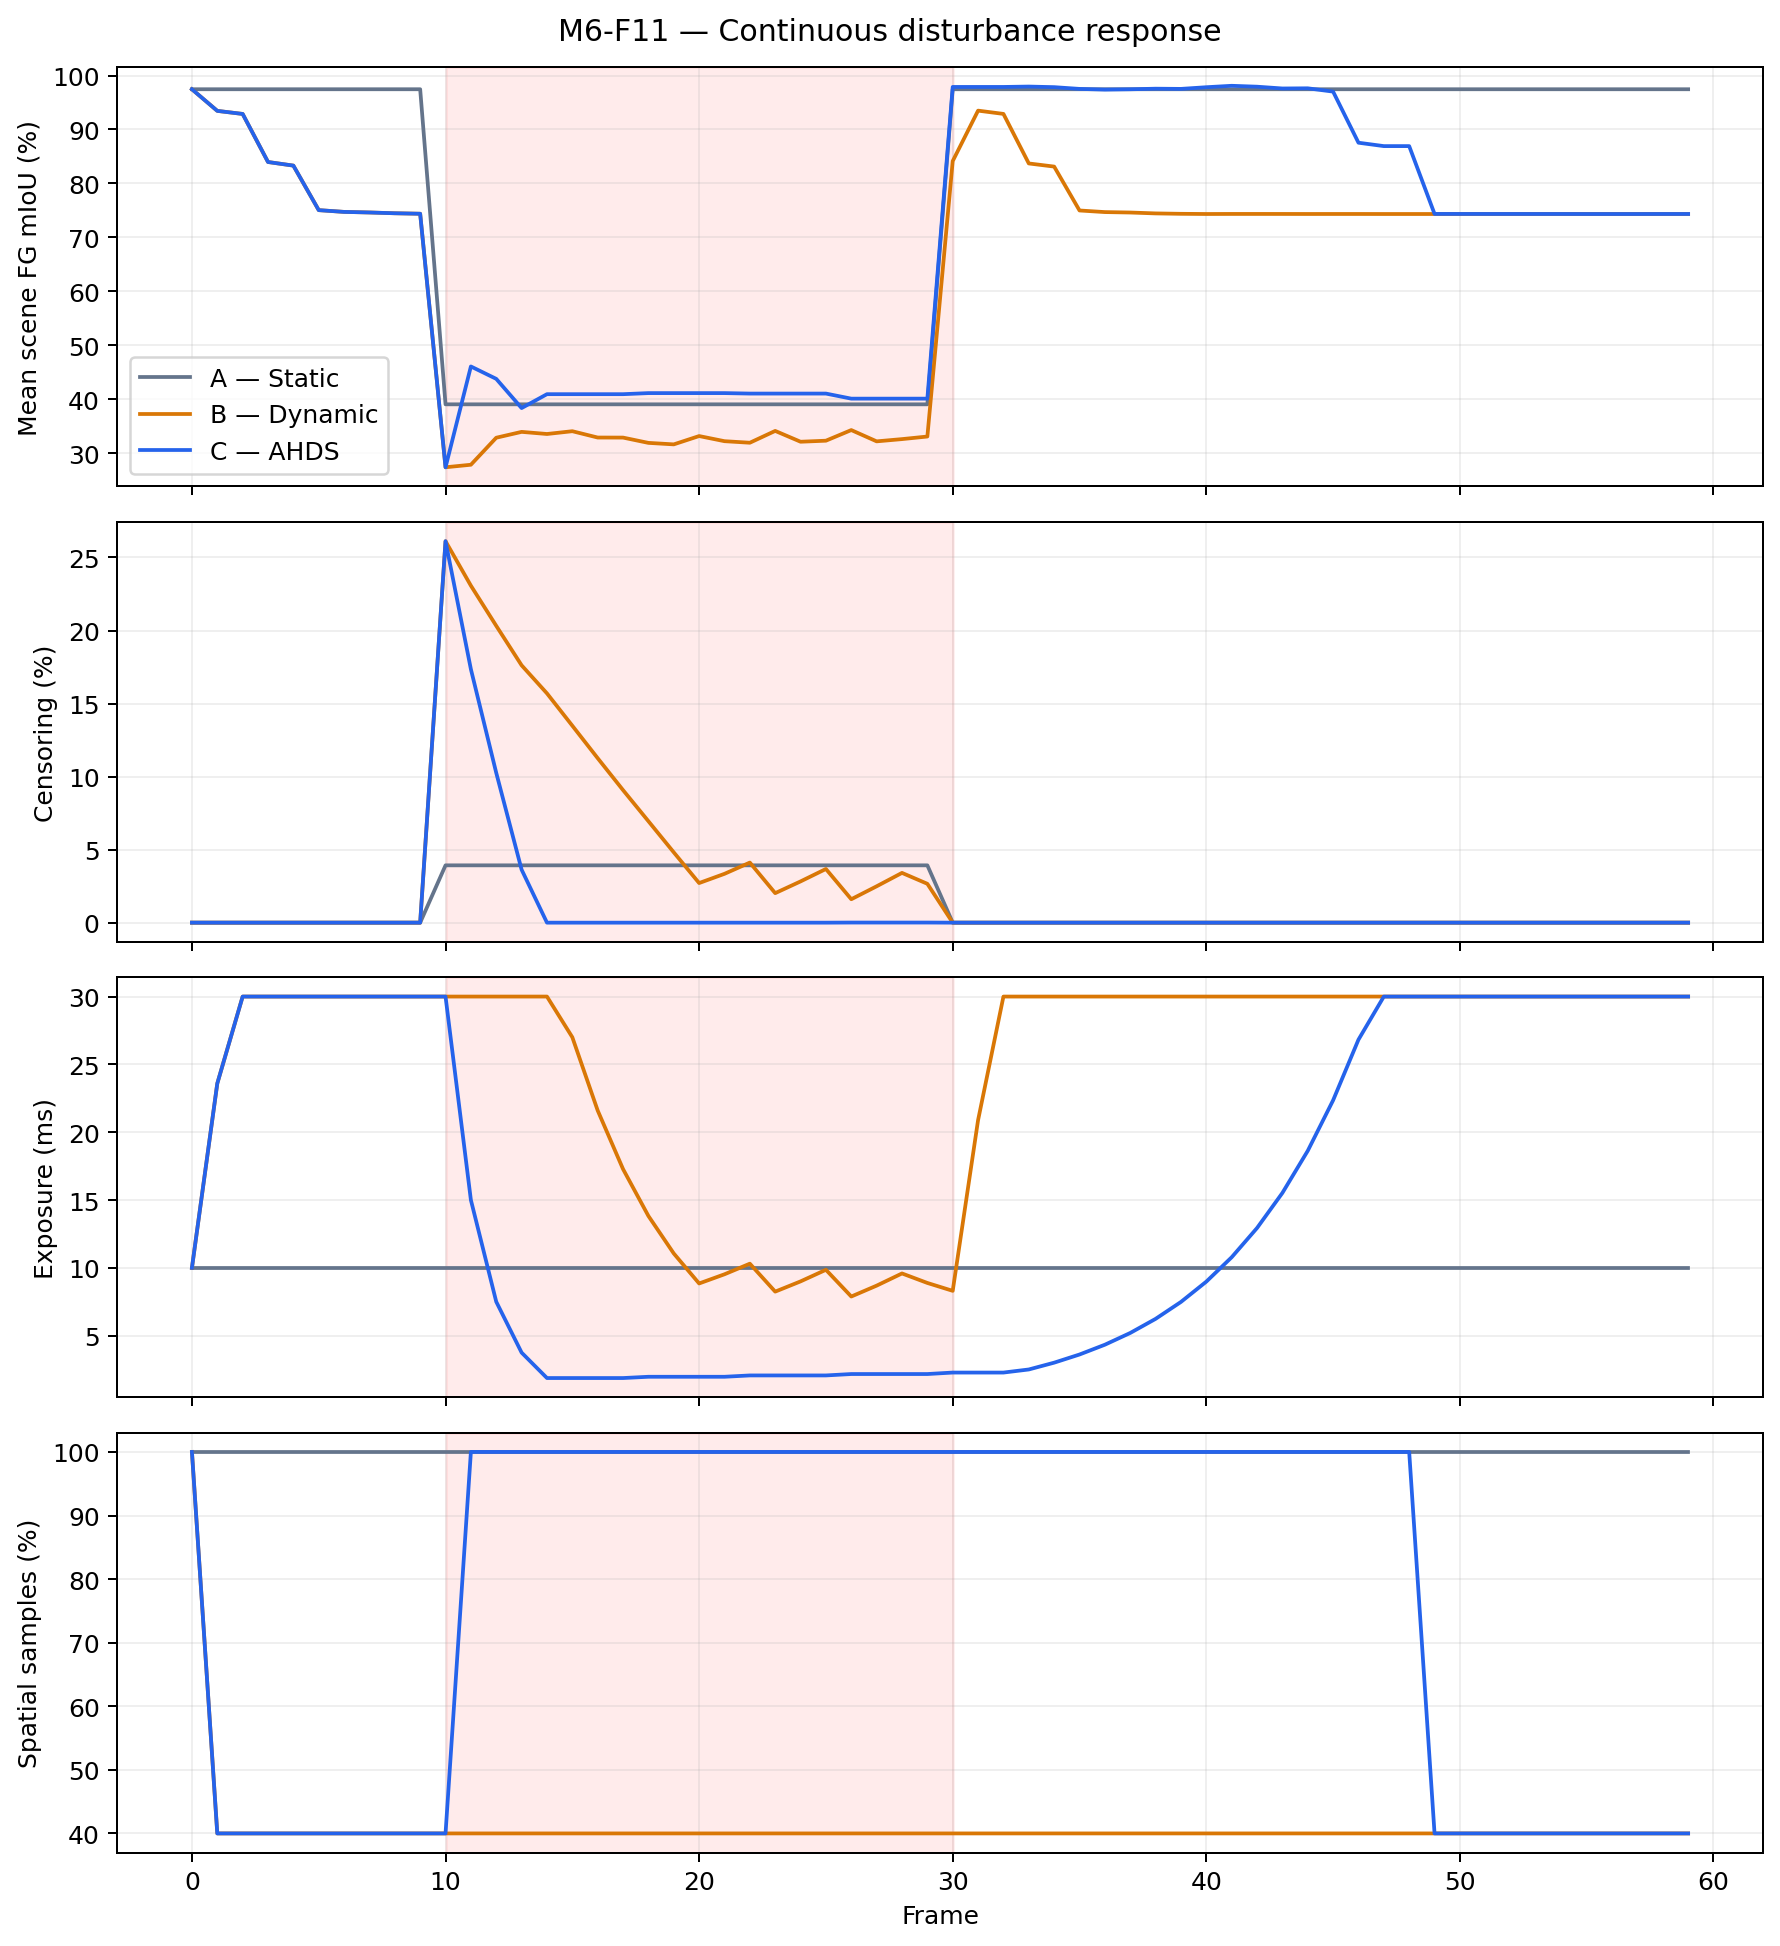 M6-F11 — Continuous disturbance response
Mean scene FG mIoU (%)
100
90
80
70
60
50
40
30
A — Static
B — Dynamic
C — AHDS
Censoring (%)
25
20
15
10
5
0
Exposure (ms)
30
25
20
15
10
5
Spatial samples (%)
100
90
80
70
60
50
40
0 10 20 30 40 50 60
Frame